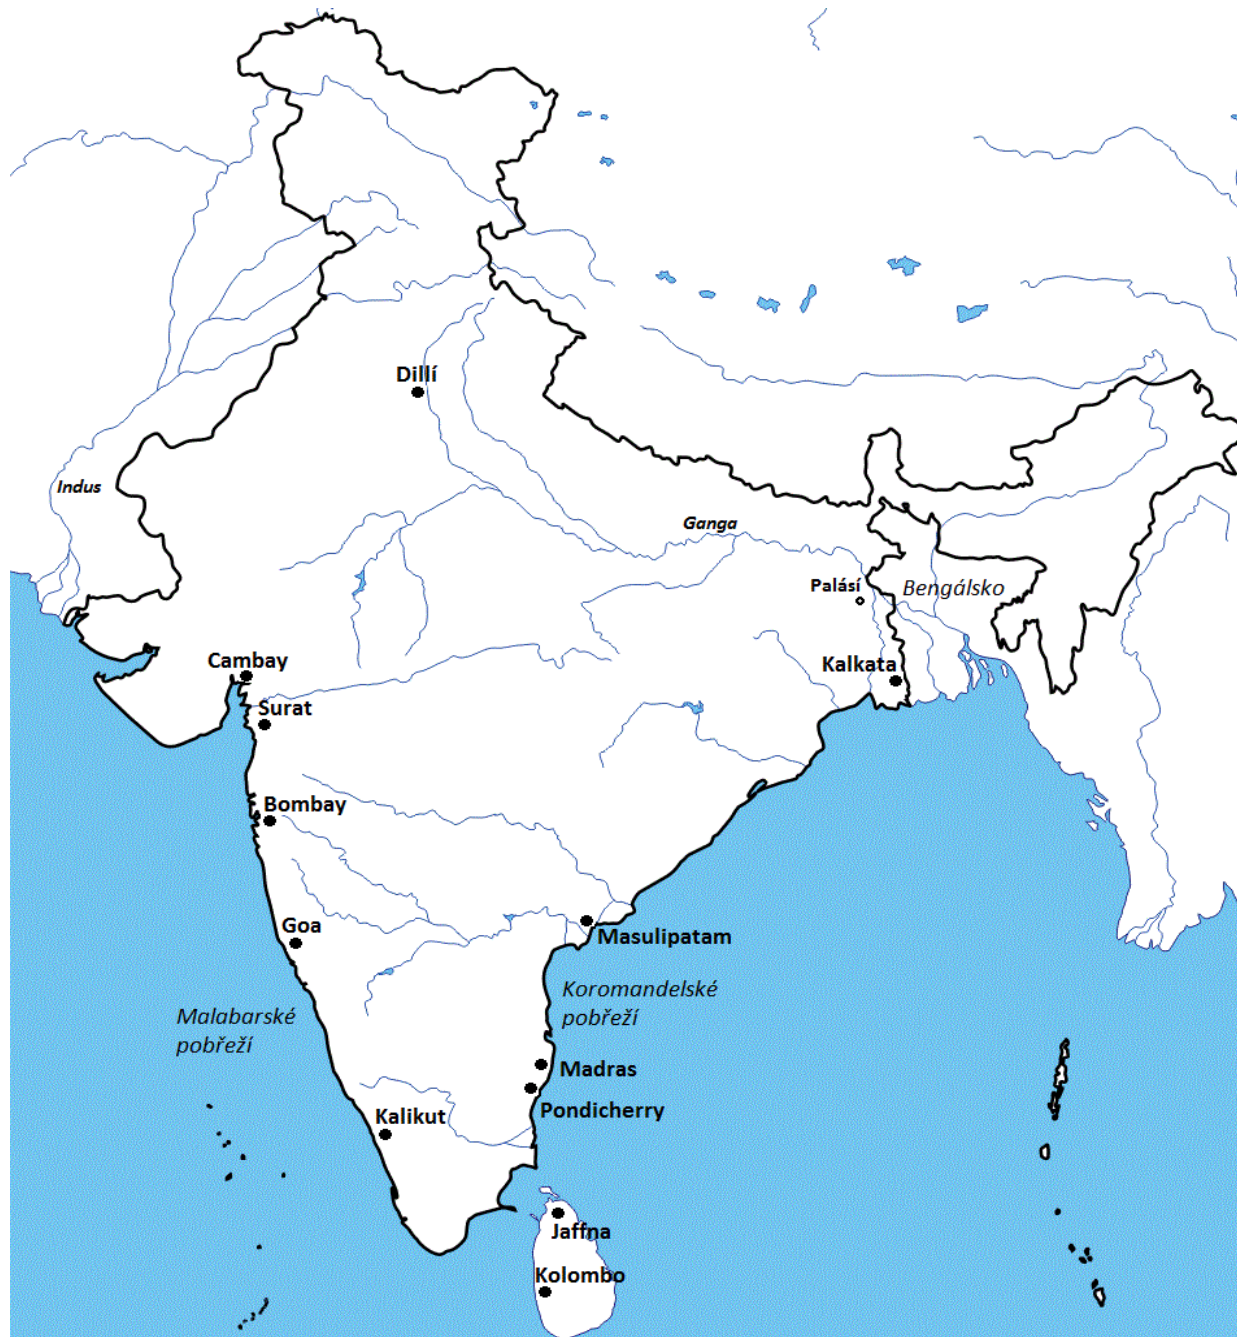 Dillí
Indus
Ganga
Palásí
Bengálsko
Cambay
Kalkata
Surat
Bombay
Goa
Masulipatam
Koromandelské
pobřeží
Malabarské
pobřeží
Madras
Pondicherry
Kalikut
Jaffna
Kolombo